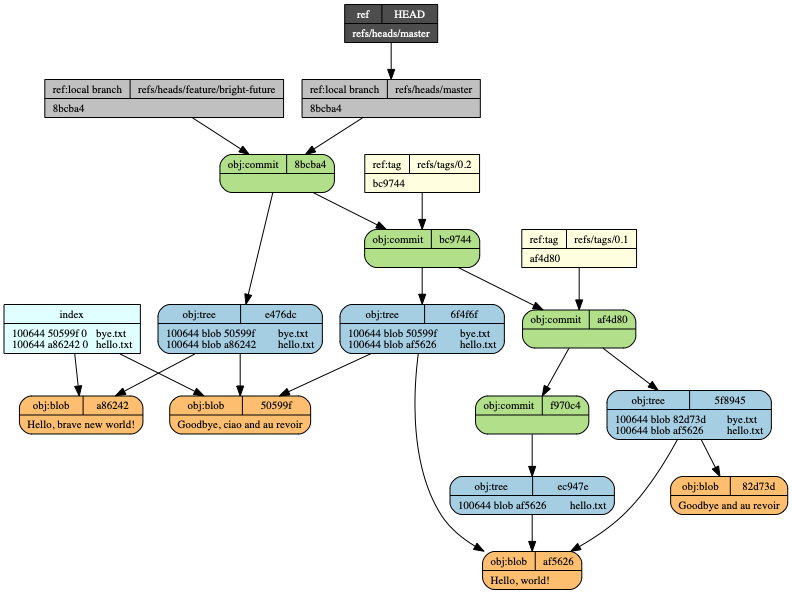 ref HEAD
refs/heads/master
ref:local branch refs/heads/feature/bright-future
8bcba4
ref:local branch refs/heads/master
8bcba4
obj:commit 8bcba4
ref:tag refs/tags/0.2
bc9744
obj:commit bc9744
ref:tag refs/tags/0.1
af4d80
index
100644 50599f 0 bye.txt
100644 a86242 0 hello.txt
obj:tree e476dc
100644 blob 50599f bye.txt
100644 blob a86242 hello.txt
obj:tree 6f4f6f
100644 blob 50599f bye.txt
100644 blob af5626 hello.txt
obj:commit af4d80
obj:blob a86242
Hello, brave new world!
obj:blob 50599f
Goodbye, ciao and au revoir
obj:commit f970c4
obj:tree 5f8945
100644 blob 82d73d bye.txt
100644 blob af5626 hello.txt
obj:tree ec947e
100644 blob af5626 hello.txt
obj:blob 82d73d
Goodbye and au revoir
obj:blob af5626
Hello, world!